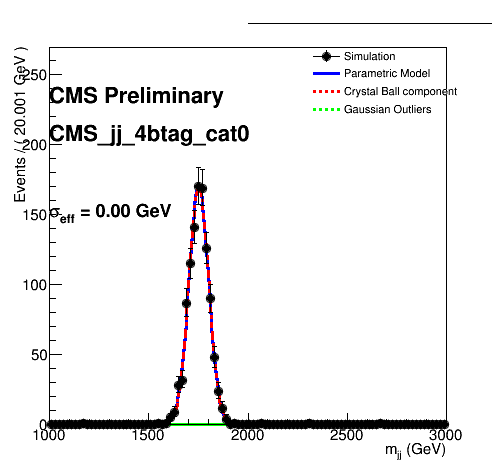 Simulation
Parametric Model
Crystal Ball component
Gaussian Outliers
CMS Preliminary
CMS_jj_4btag_cat0
σeff = 0.00 GeV
Events / ( 20.001 GeV )
250
200
150
100
50
0
1000 1500 2000 2500 3000
mjj (GeV)